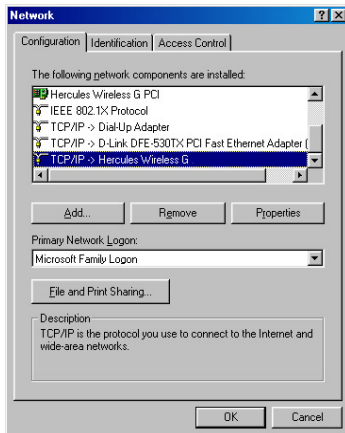 Network
Configuration Identification Access Control
The following network components are installed:
Hercules Wireless G PCI
IEEE 802.1X Protocol
TCP/IP -> Dial-Up Adapter
TCP/IP -> D-Link DFE-530TX PCI Fast Ethernet Adapter (
TCP/IP -> Hercules Wireless G
Add... Remove Properties
Primary Network Logon:
Microsoft Family Logon
File and Print Sharing...
Description
TCP/IP is the protocol you use to connect to the Internet and
wide-area networks.
OK Cancel